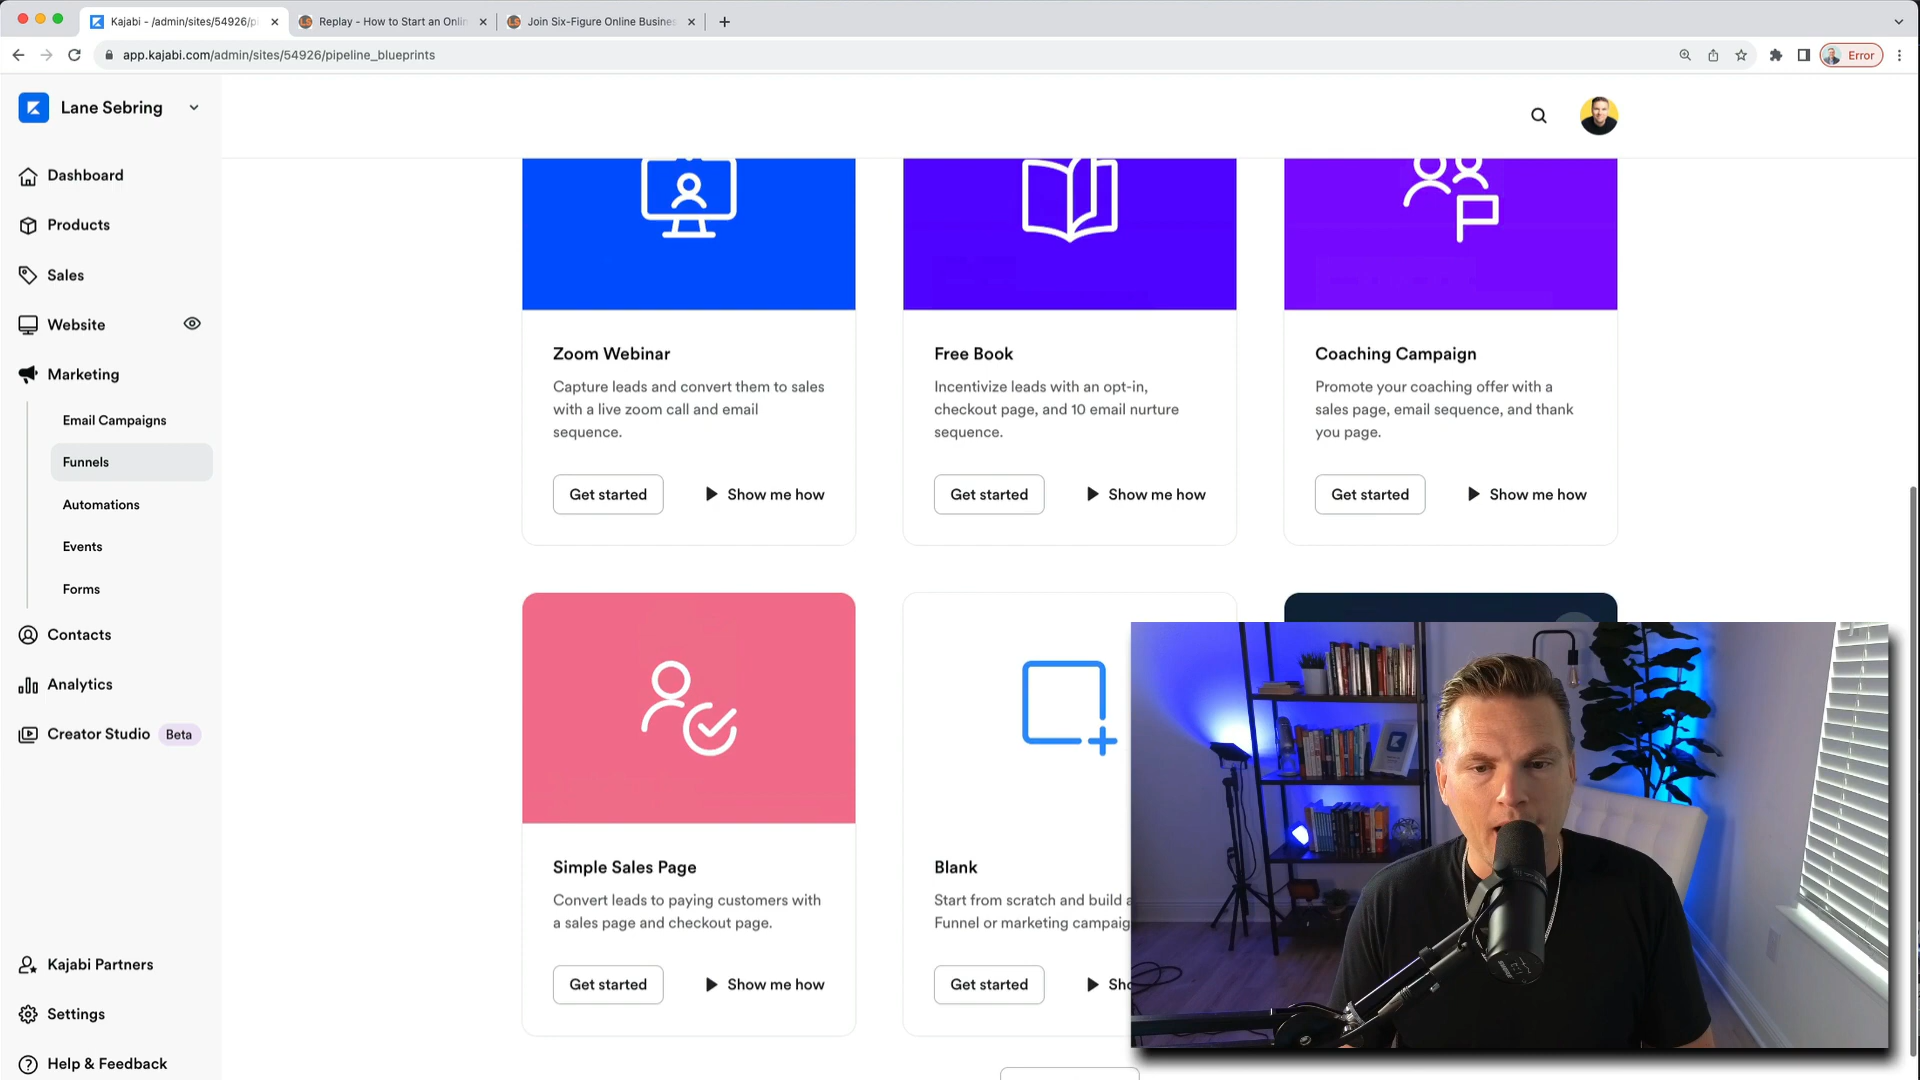 Kajabi - /admin/sites/54926/pi
Replay - How to Start an Onlin
Join Six-Figure Online Busines
app.kajabi.com/admin/sites/54926/pipeline_blueprints
Error
Lane Sebring
Dashboard
Products
Sales
Website
Marketing
Email Campaigns
Funnels
Automations
Events
Forms
Contacts
Analytics
Creator Studio Beta
Kajabi Partners
Settings
Help & Feedback
Zoom Webinar
Capture leads and convert them to sales
with a live zoom call and email
sequence.
Get started
Show me how
Free Book
Incentivize leads with an opt-in,
checkout page, and 10 email nurture
sequence.
Get started
Show me how
Coaching Campaign
Promote your coaching offer with a
sales page, email sequence, and thank
you page.
Get started
Show me how
Simple Sales Page
Convert leads to paying customers with
a sales page and checkout page.
Get started
Show me how
Blank
Start from scratch and build a
Funnel or marketing campaig
Get started
Sho